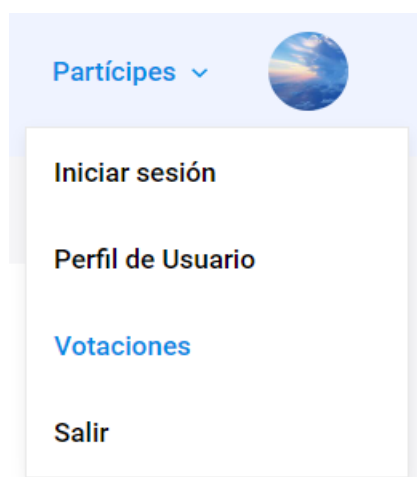 Partícipes
Iniciar sesión
Perfil de Usuario
Votaciones
Salir